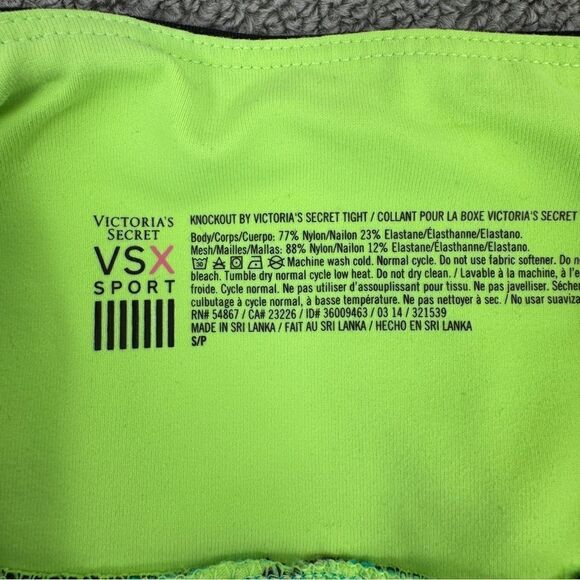 VICTORIA'S
SECRET
VSX
SPORT
KNOCKOUT BY VICTORIA'S SECRET TIGHT / COLLANT POUR LA BOXE VICTORIA'S SECRET
Body/Corps/Cuerpo: 77% Nylon/Nailon 23% Elastane/Élasthanne/Elastano.
Mesh/Mailles/Mallas: 88% Nylon/Nailon 12% Elastane/Élasthanne/Elastano.
Machine wash cold. Normal cycle. Do not use fabric softener. Do no
bleach. Tumble dry normal cycle low heat. Do not dry clean. / Lavable à la machine, à l'e
froide. Cycle normal. Ne pas utiliser d'assouplissant pour tissu. Ne pas javelliser. Sécher
culbutage à cycle normal, à basse température. Ne pas nettoyer à sec. / No usar suaviza
RN# 54867 / CA# 23226 / ID# 36009463 / 03 14 / 321539
MADE IN SRI LANKA / FAIT AU SRI LANKA / HECHO EN SRI LANKA
S/P